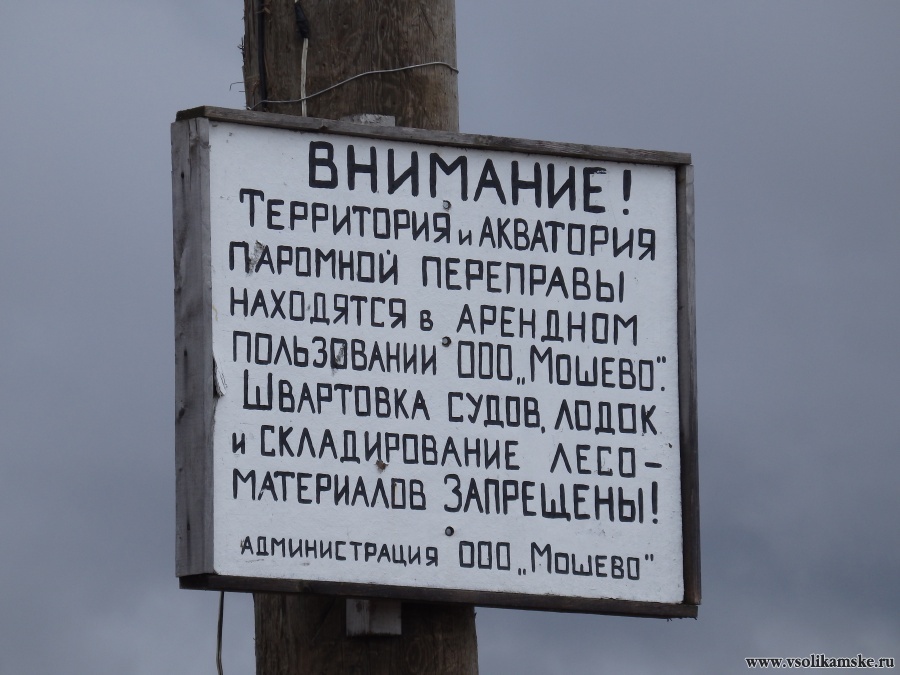 ВНИМАНИЕ!
ТЕРРИТОРИЯ и АКВАТОРИЯ
ПАРОМНОЙ ПЕРЕПРАВЫ
НАХОДЯТСЯ в АРЕНДНОМ
ПОЛЬЗОВАНИИ ООО „МОШЕВО".
ШВАРТОВКА СУДОВ, ЛОДОК
и СКЛАДИРОВАНИЕ ЛЕСО-
МАТЕРИАЛОВ ЗАПРЕЩЕНЫ!
АДМИНИСТРАЦИЯ ООО „МОШЕВО"
www.vsolikamske.ru